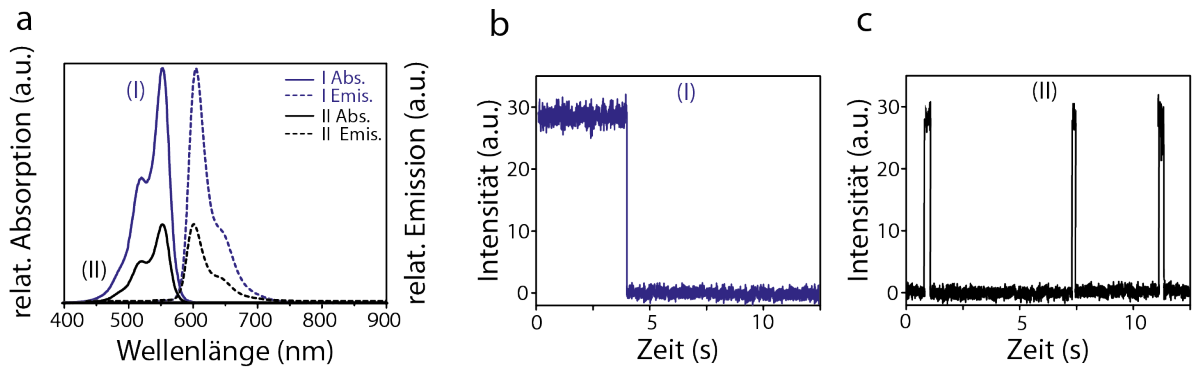 a
relat. Absorption (a.u.)
(I)
(II)
I Abs.
I Emis.
II Abs.
II Emis.
relat. Emission (a.u.)
400 500 600 700 800 900
Wellenlänge (nm)
b
(I)
Intensität (a.u.)
30
20
10
0
0 5 10
Zeit (s)
c
(II)
Intensität (a.u.)
30
20
10
0
0 5 10
Zeit (s)